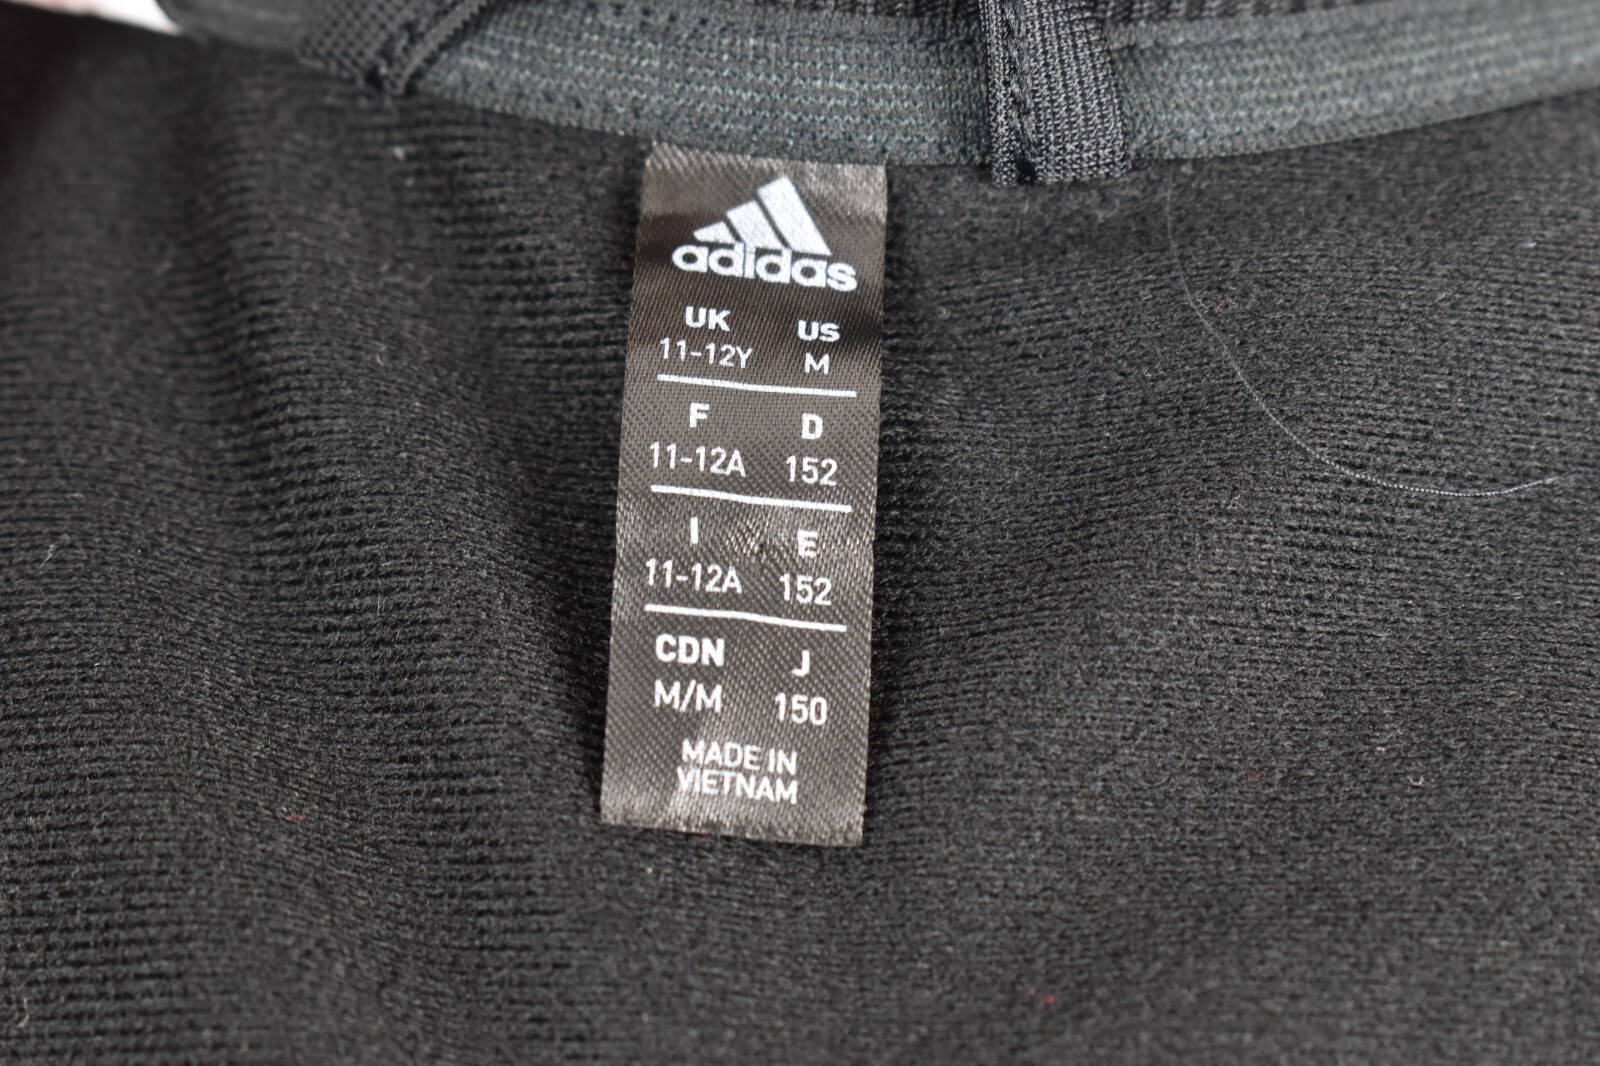 adidas
UK US
11-12Y M
F D
11-12A 152
I E
11-12A 152
CDN J
M/M 150
MADE IN
VIETNAM